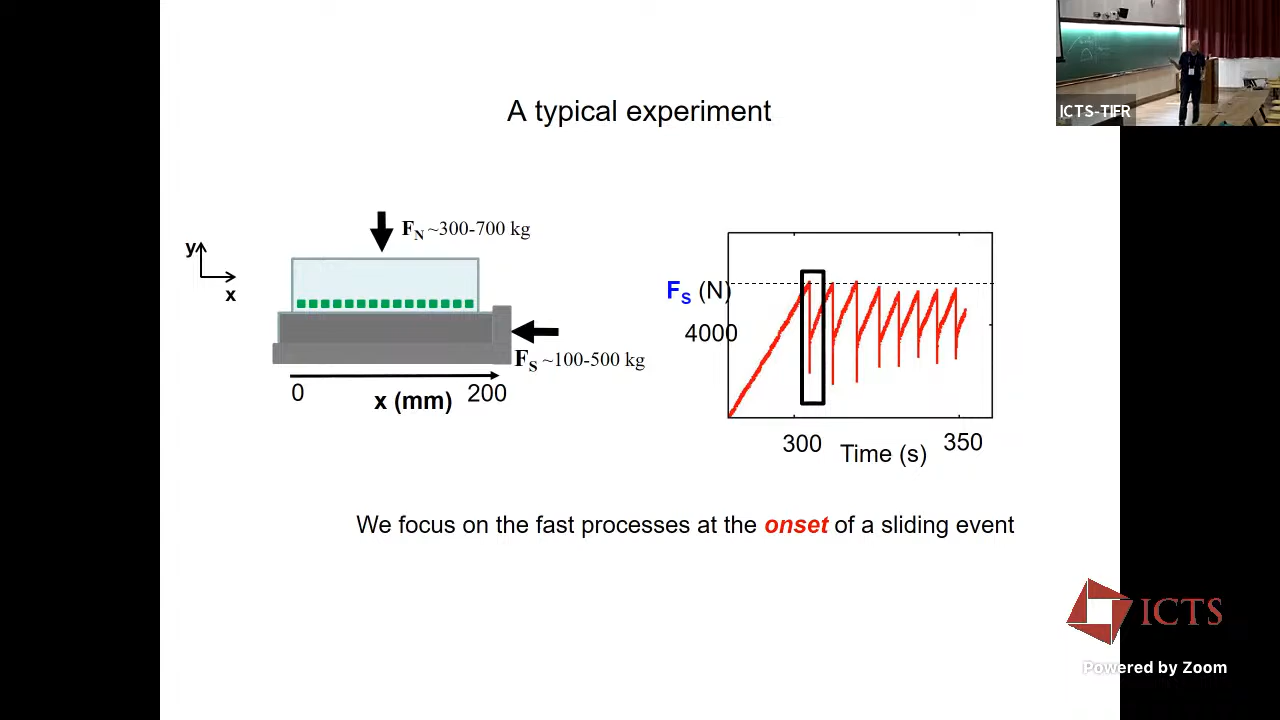 A typical experiment
ICTS-TIFR
F_N ~300-700 kg
y
x
F_S ~100-500 kg
0
200
x (mm)
F_S (N)
4000
300
350
Time (s)
We focus on the fast processes at the onset of a sliding event
ICTS
Powered by Zoom